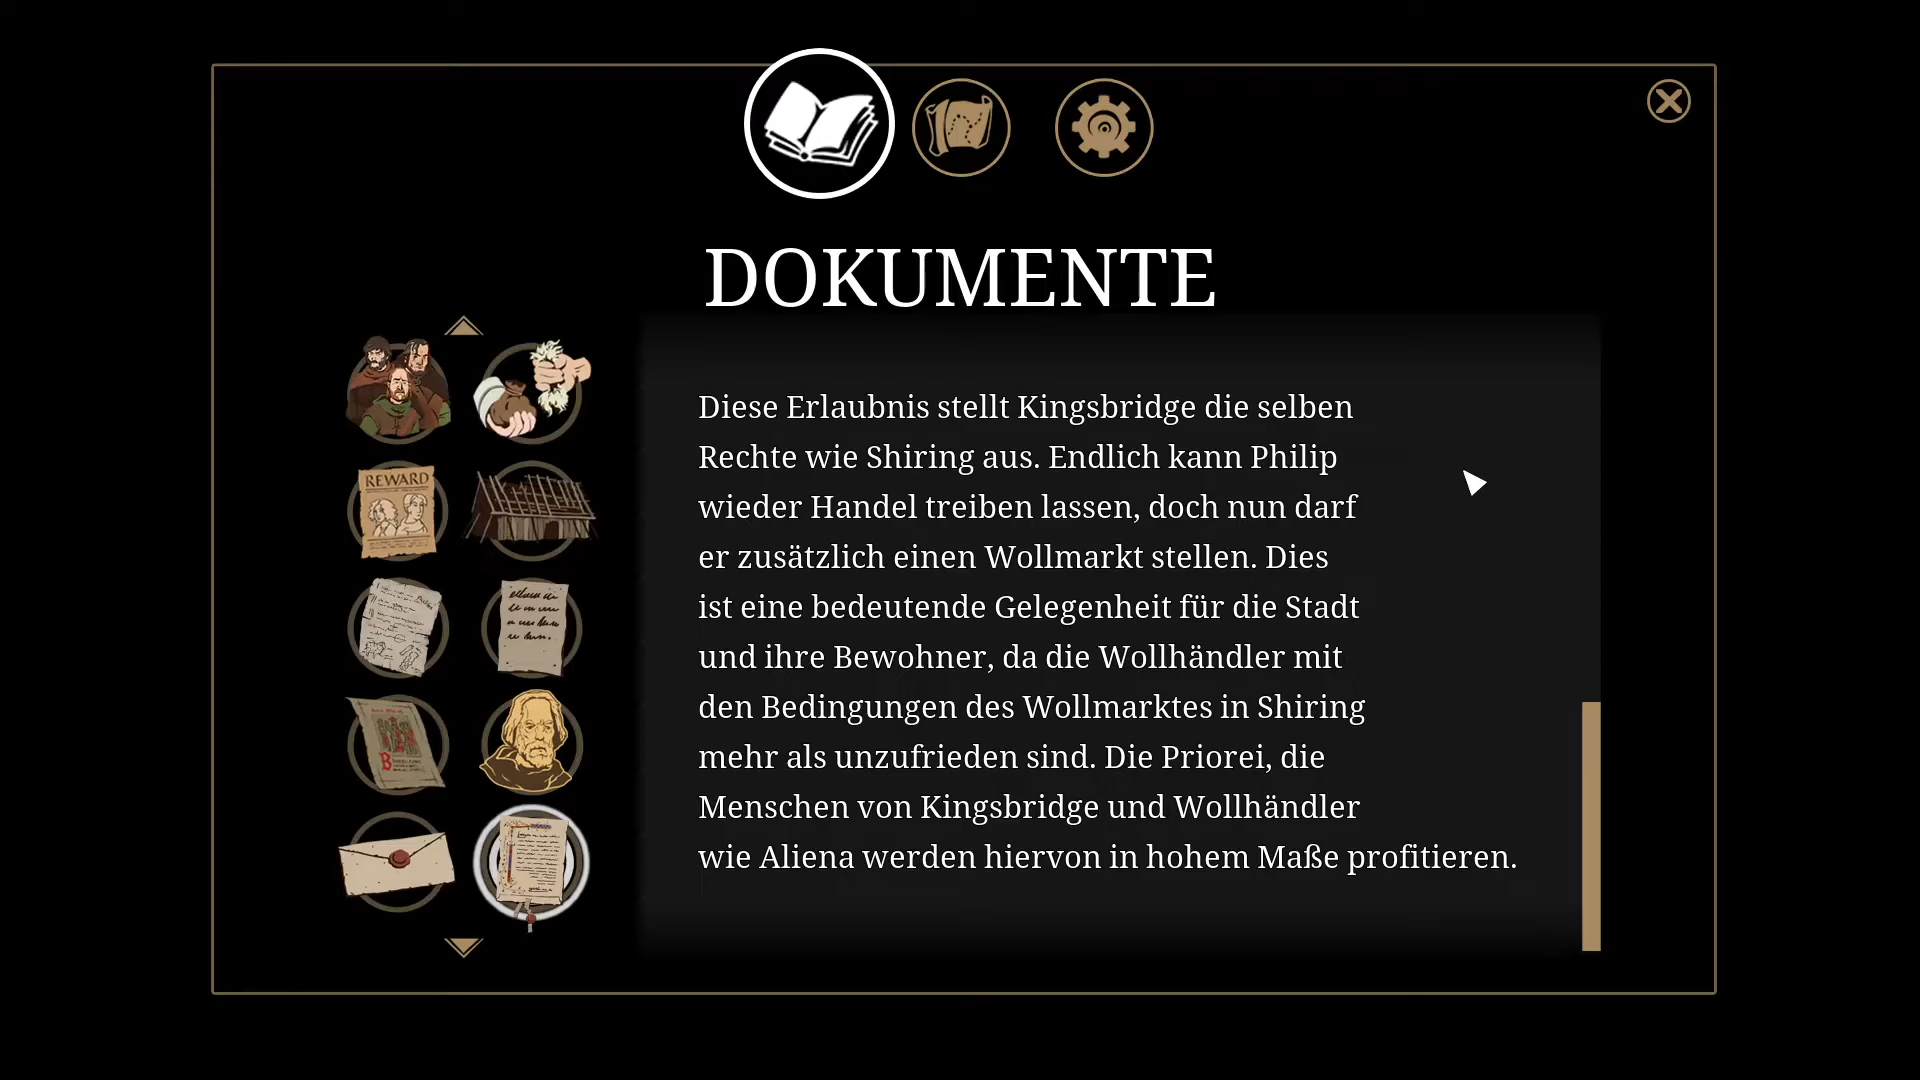 DOKUMENTE
REWARD
Diese Erlaubnis stellt Kingsbridge die selben
Rechte wie Shiring aus. Endlich kann Philip
wieder Handel treiben lassen, doch nun darf
er zusätzlich einen Wollmarkt stellen. Dies
ist eine bedeutende Gelegenheit für die Stadt
und ihre Bewohner, da die Wollhändler mit
den Bedingungen des Wollmarktes in Shiring
mehr als unzufrieden sind. Die Priorei, die
Menschen von Kingsbridge und Wollhändler
wie Aliena werden hiervon in hohem Maße profitieren.